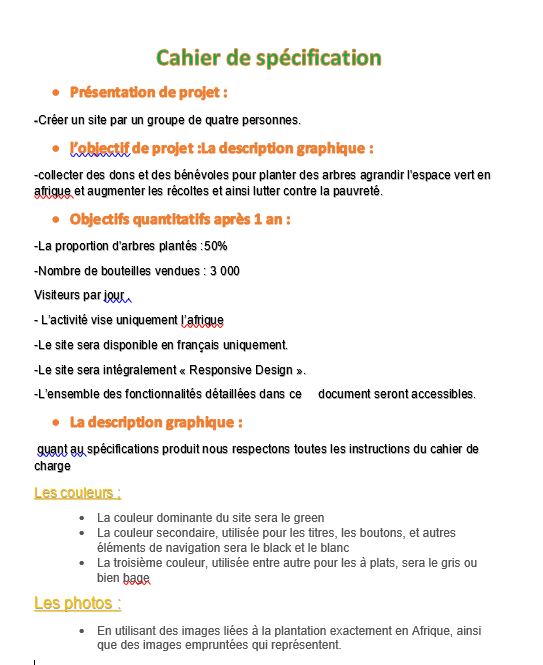 Cahier de spécification
• Présentation de projet :
-Créer un site par un groupe de quatre personnes.
• l'objectif de projet :La description graphique :
-collecter des dons et des bénévoles pour planter des arbres agrandir l'espace vert en
afrique et augmenter les récoltes et ainsi lutter contre la pauvreté.
• Objectifs quantitatifs après 1 an :
-La proportion d'arbres plantés :50%
-Nombre de bouteilles vendues : 3 000
Visiteurs par jour .
- L'activité vise uniquement l'afrique
-Le site sera disponible en français uniquement.
-Le site sera intégralement « Responsive Design ».
-L'ensemble des fonctionnalités détaillées dans ce document seront accessibles.
• La description graphique :
quant au spécifications produit nous respectons toutes les instructions du cahier de
charge
Les couleurs :
• La couleur dominante du site sera le green
• La couleur secondaire, utilisée pour les titres, les boutons, et autres
éléments de navigation sera le black et le blanc
• La troisième couleur, utilisée entre autre pour les à plats, sera le gris ou
bien bage
Les photos :
• En utilisant des images liées à la plantation exactement en Afrique, ainsi
que des images empruntées qui représentent.